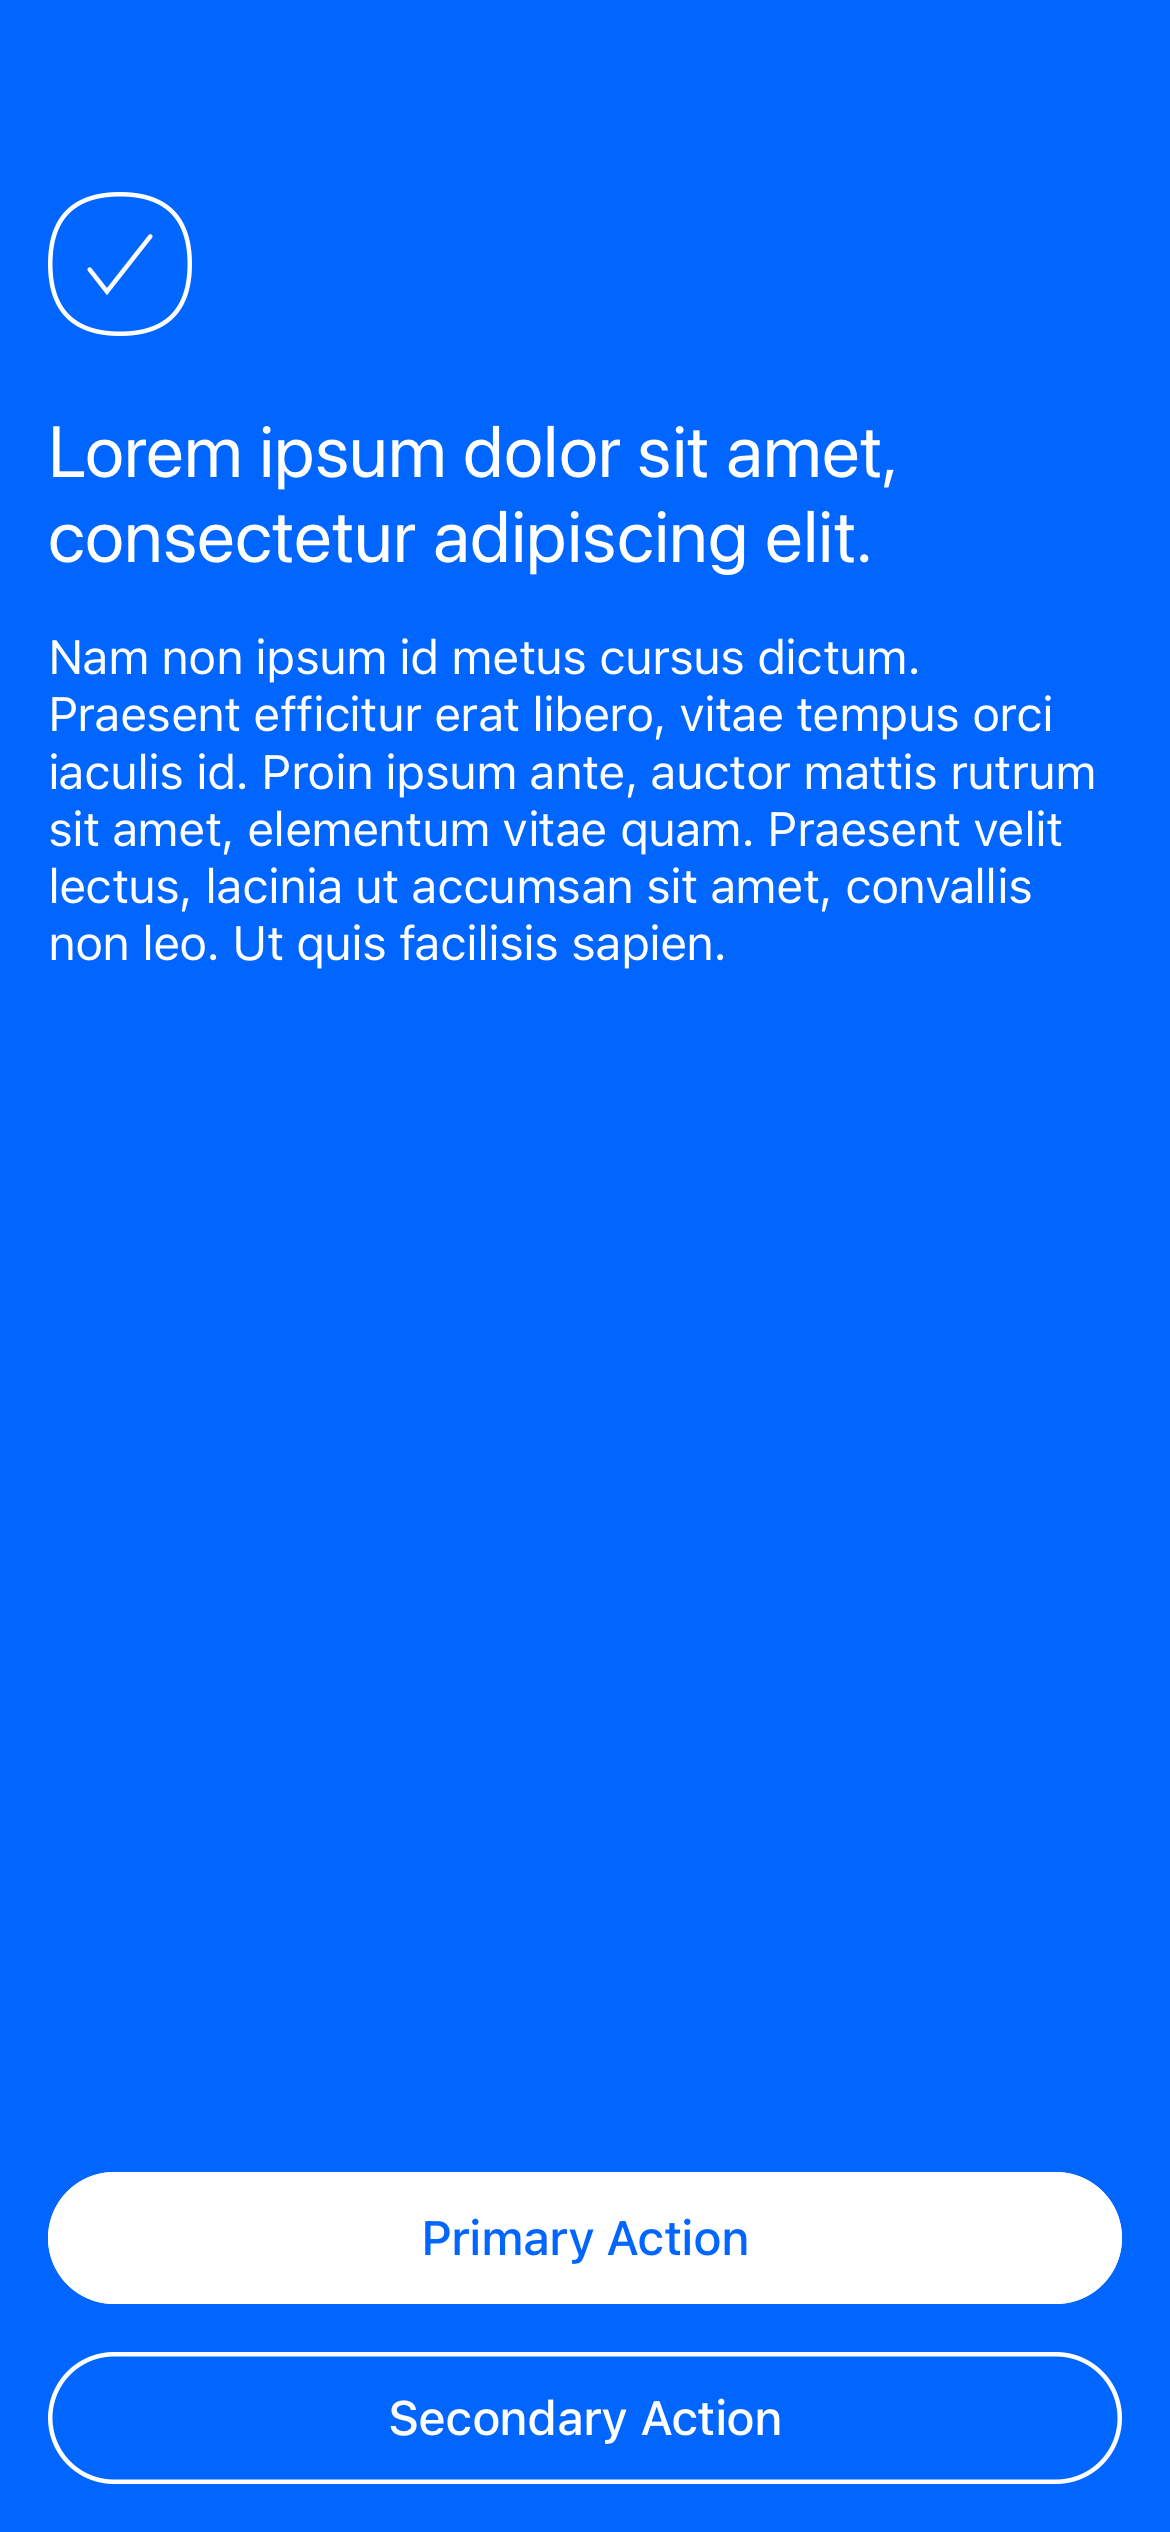 Lorem ipsum dolor sit amet,
consectetur adipiscing elit.
Nam non ipsum id metus cursus dictum.
Praesent efficitur erat libero, vitae tempus orci
iaculis id. Proin ipsum ante, auctor mattis rutrum
sit amet, elementum vitae quam. Praesent velit
lectus, lacinia ut accumsan sit amet, convallis
non leo. Ut quis facilisis sapien.
Primary Action
Secondary Action